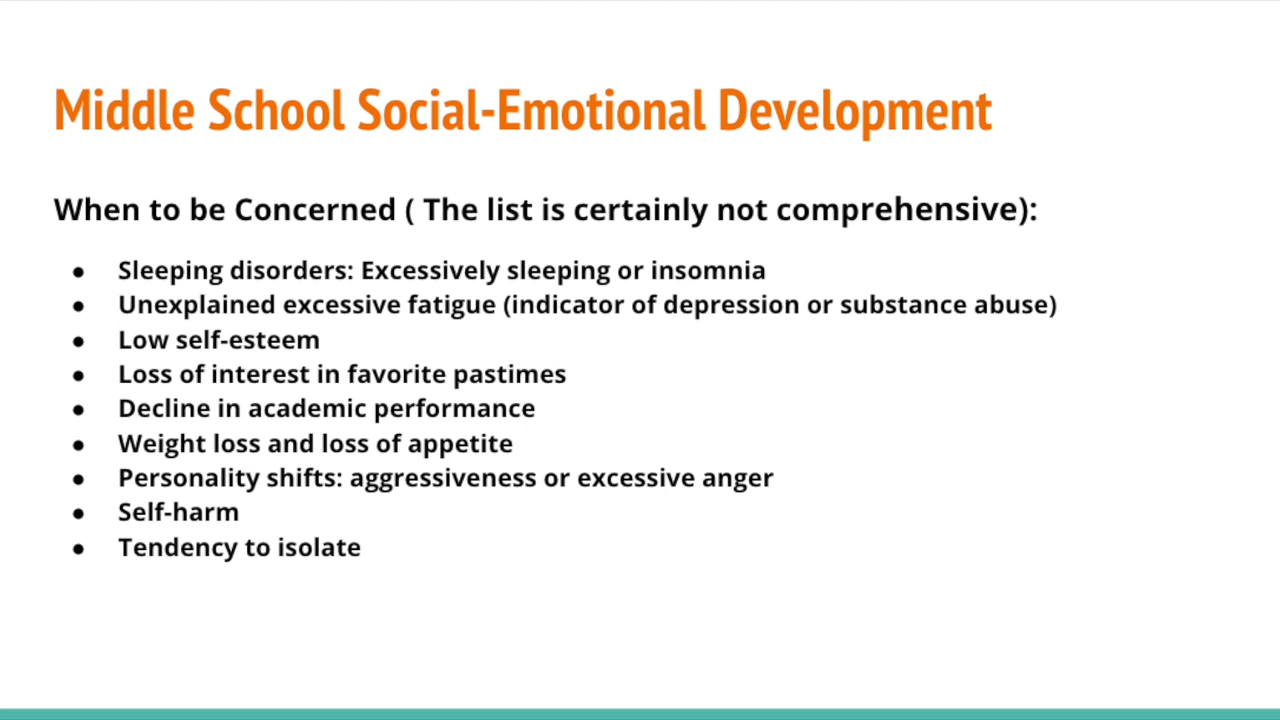 Middle School Social-Emotional Development
When to be Concerned ( The list is certainly not comprehensive):
● Sleeping disorders: Excessively sleeping or insomnia
● Unexplained excessive fatigue (indicator of depression or substance abuse)
● Low self-esteem
● Loss of interest in favorite pastimes
● Decline in academic performance
● Weight loss and loss of appetite
● Personality shifts: aggressiveness or excessive anger
● Self-harm
● Tendency to isolate